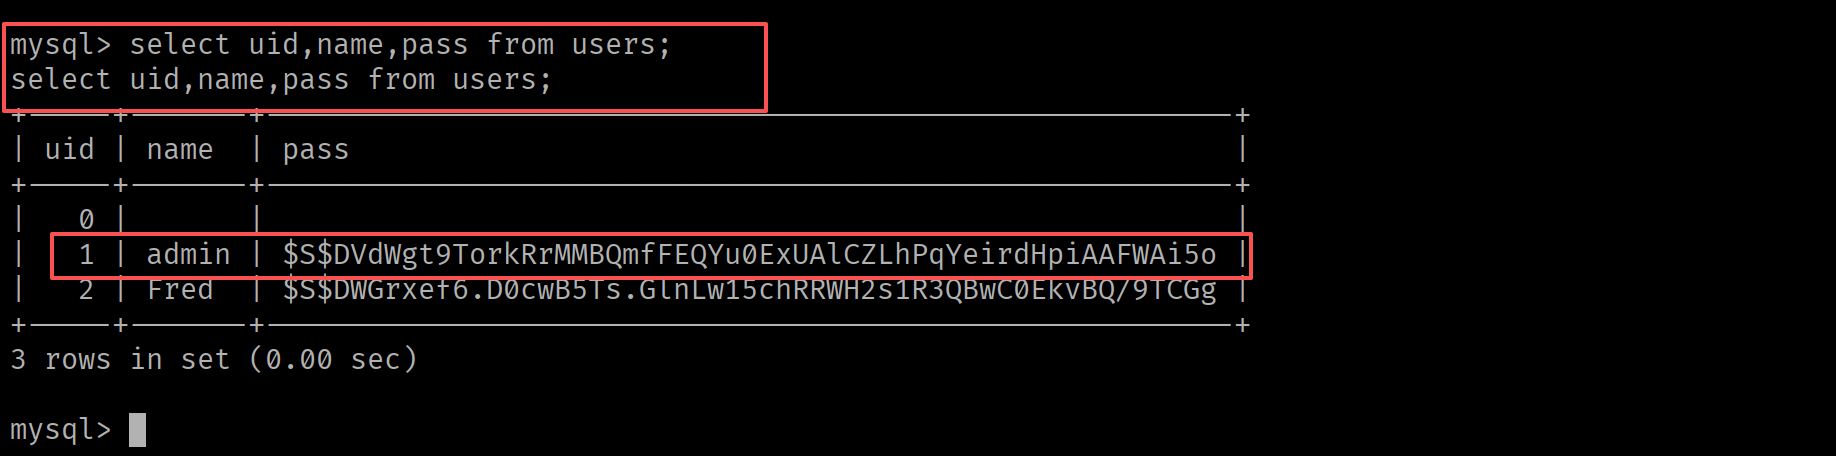 mysql> select uid,name,pass from users;
select uid,name,pass from users;
| uid | name | pass |
| 0 | | |
| 1 | admin | $S$DVdWgt9TorkRrMMBQmfFEQYu0ExUAlCZLhPqYeirdHpiAAFWAi5o |
| 2 | Fred | $S$DWGrxef6.D0cwB5Ts.GlnLw15chRRWH2s1R3QBwC0EkvBQ/9TCGg |
3 rows in set (0.00 sec)
mysql>